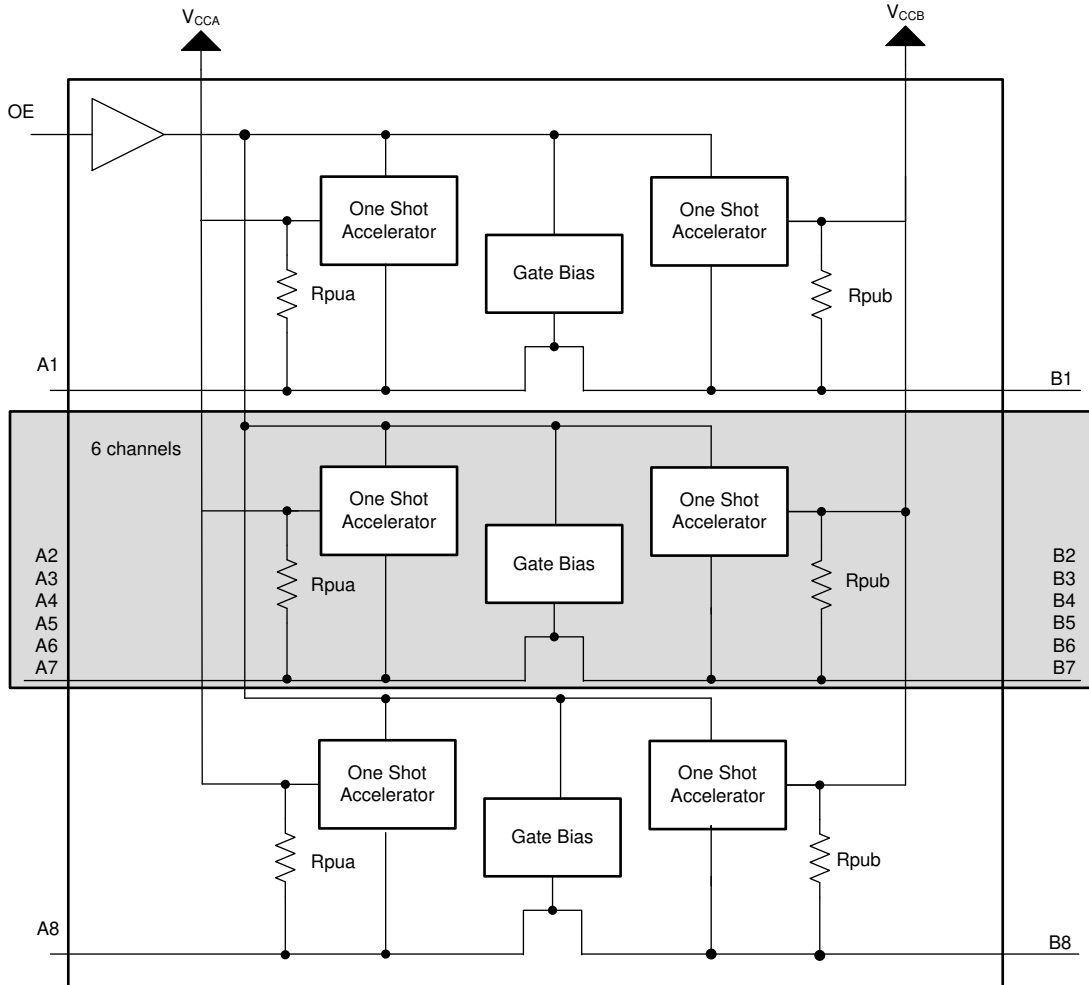 VCCA
VCCB
OE
One Shot
Accelerator
One Shot
Accelerator
Gate Bias
Rpua
Rpub
A1
B1
6 channels
One Shot
Accelerator
One Shot
Accelerator
Gate Bias
Rpua
Rpub
A2
A3
A4
A5
A6
A7
B2
B3
B4
B5
B6
B7
One Shot
Accelerator
One Shot
Accelerator
Gate Bias
Rpua
Rpub
A8
B8